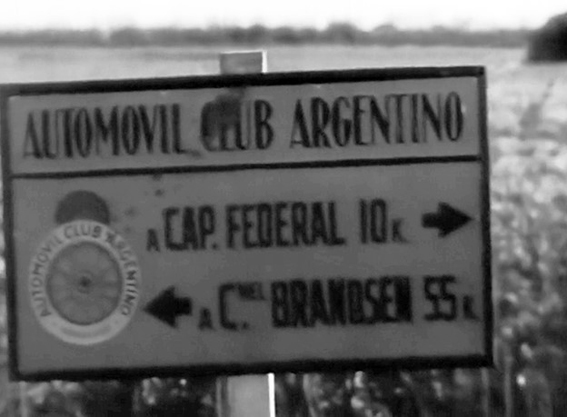 AUTOMOVIL CLUB ARGENTINO
AUTOMOVIL CLUB ARGENTINO
A CAP. FEDERAL 10 K.
A C.NEL BRANDSEN 55 K.